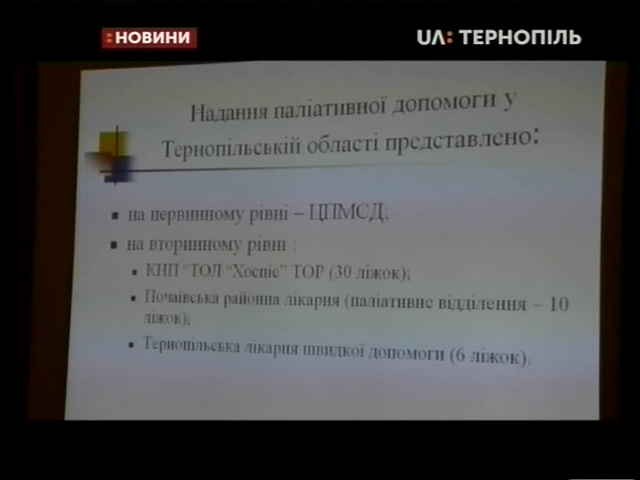 :НОВИНИ
UA: ТЕРНОПІЛЬ
Надання паліативної допомоги у
Тернопільскій області представлено:
на первинному рівні – ЦПМСД;
на вторинному рівні :
КНП "ТОЛ "Хоспіс" ТОР (30 ліжок);
Почаївська районна лікарня (паліативне відділення – 10
ліжок);
Тернопільська лікарня швидкої допомоги (6 ліжок).